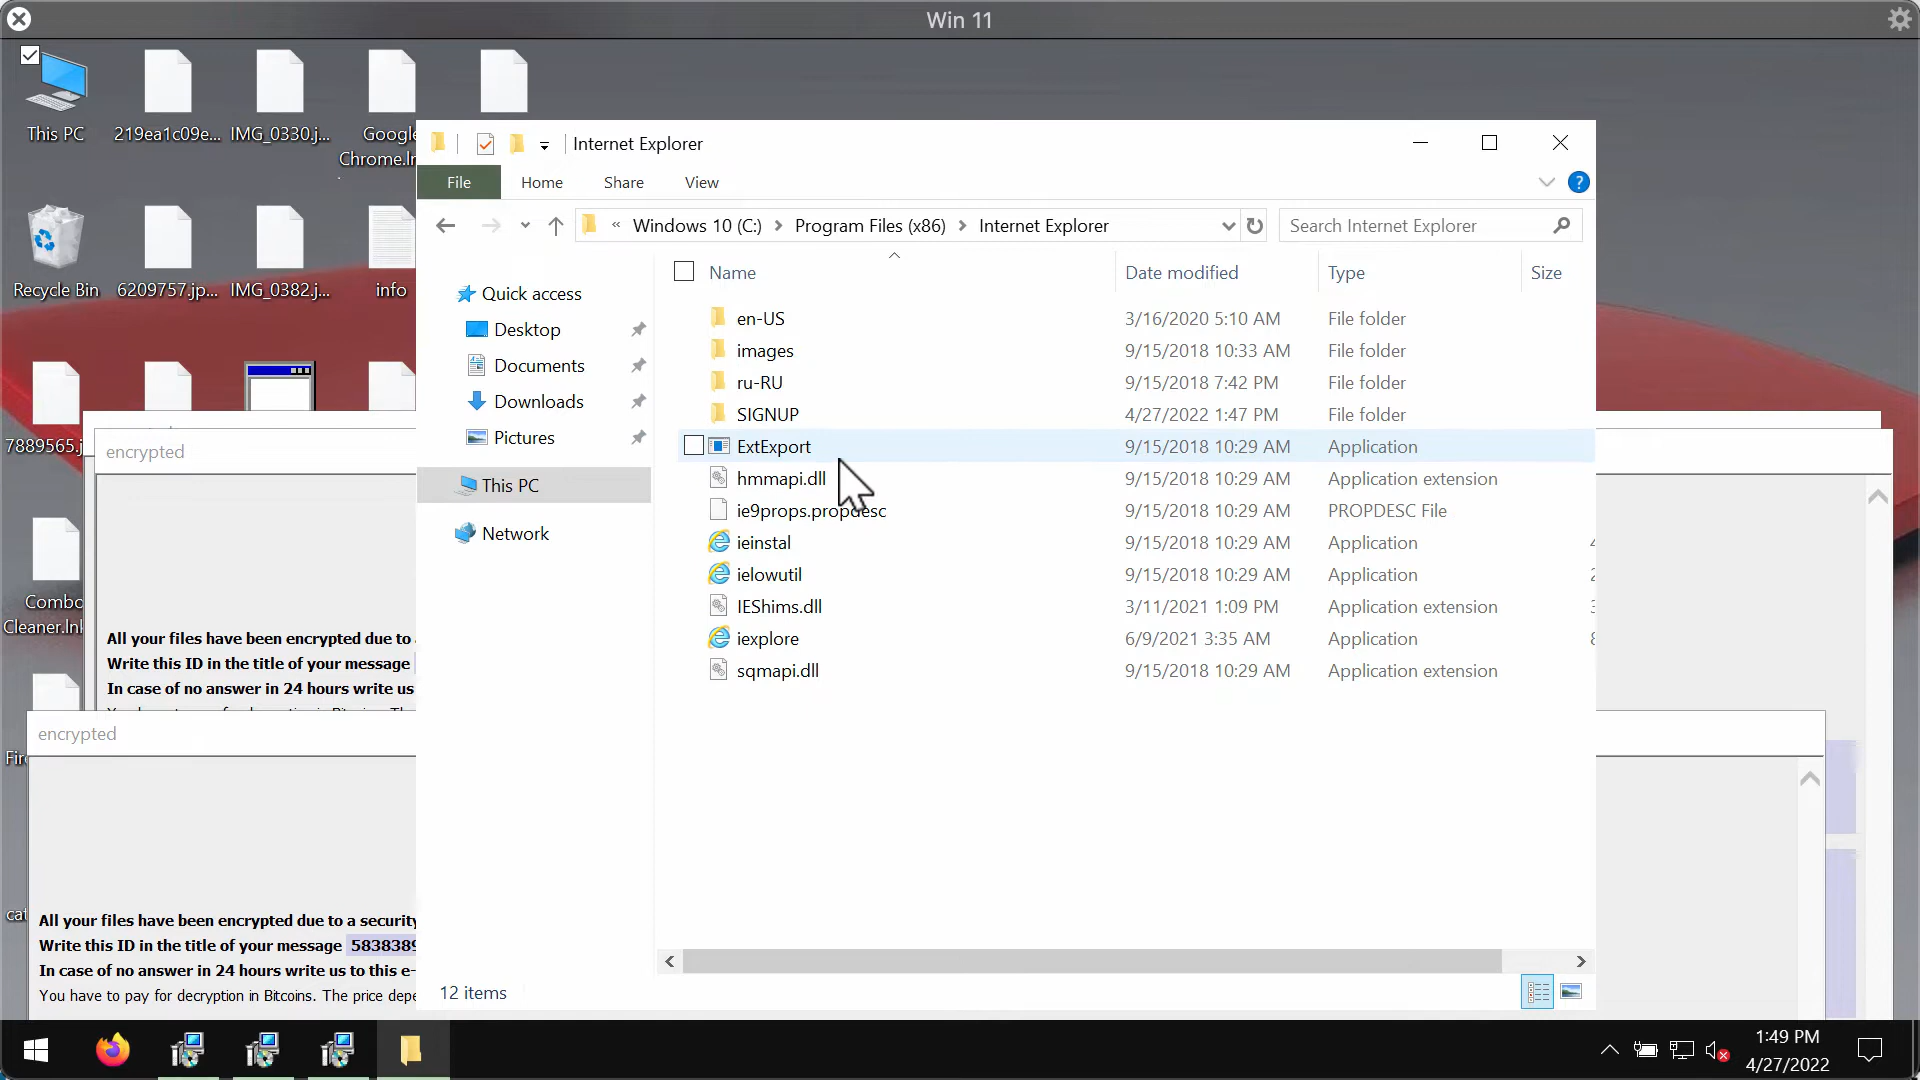 Win 11
This PC
219ea1c09e...
IMG_0330.j...
Google
Chrome.ln
Recycle Bin
6209757.jp...
IMG_0382.j...
info
7889565.j
Combo
Cleaner.lnk
Fire
cat
Internet Explorer
File
Home
Share
View
« Windows 10 (C:) > Program Files (x86) > Internet Explorer
Search Internet Explorer
Quick access
Desktop
Documents
Downloads
Pictures
This PC
Network
Name Date modified Type Size
en-US 3/16/2020 5:10 AM File folder
images 9/15/2018 10:33 AM File folder
ru-RU 9/15/2018 7:42 PM File folder
SIGNUP 4/27/2022 1:47 PM File folder
ExtExport 9/15/2018 10:29 AM Application
hmmapi.dll 9/15/2018 10:29 AM Application extension
ie9props.propdesc 9/15/2018 10:29 AM PROPDESC File
ieinstal 9/15/2018 10:29 AM Application
ielowutil 9/15/2018 10:29 AM Application
IEShims.dll 3/11/2021 1:09 PM Application extension
iexplore 6/9/2021 3:35 AM Application
sqmapi.dll 9/15/2018 10:29 AM Application extension
12 items
encrypted
All your files have been encrypted due to a
Write this ID in the title of your message
In case of no answer in 24 hours write us
encrypted
All your files have been encrypted due to a security
Write this ID in the title of your message 5838389
In case of no answer in 24 hours write us to this e-
You have to pay for decryption in Bitcoins. The price depe
1:49 PM
4/27/2022